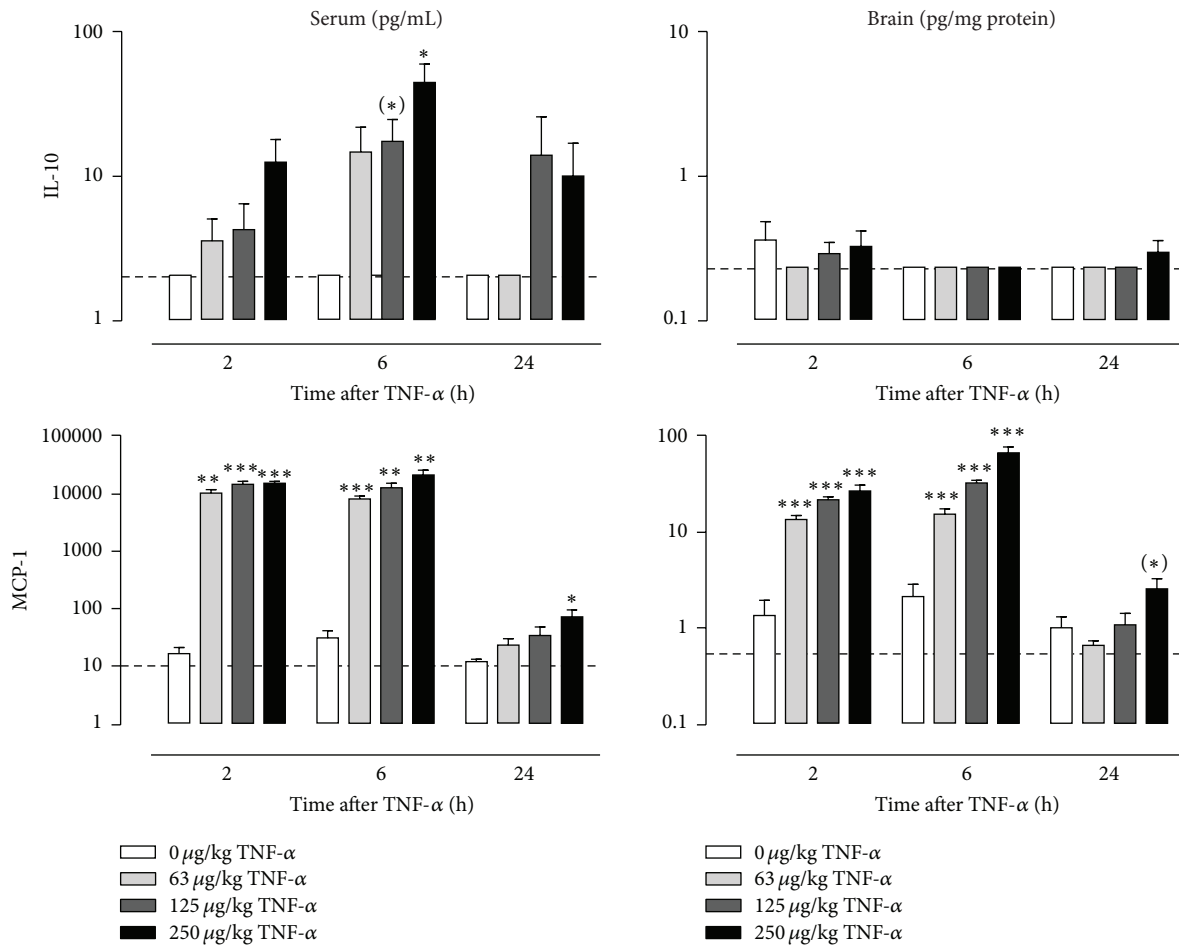 Serum (pg/mL)
Brain (pg/mg protein)
IL-10
100
10
1
*
(*)
2
6
24
Time after TNF-α (h)
10
1
0.1
2
6
24
Time after TNF-α (h)
MCP-1
100000
10000
1000
100
10
1
** *** ***
*** ** **
*
2
6
24
Time after TNF-α (h)
100
10
1
0.1
*** *** ***
*** *** ***
(*)
2
6
24
Time after TNF-α (h)
0 μg/kg TNF-α
63 μg/kg TNF-α
125 μg/kg TNF-α
250 μg/kg TNF-α
0 μg/kg TNF-α
63 μg/kg TNF-α
125 μg/kg TNF-α
250 μg/kg TNF-α